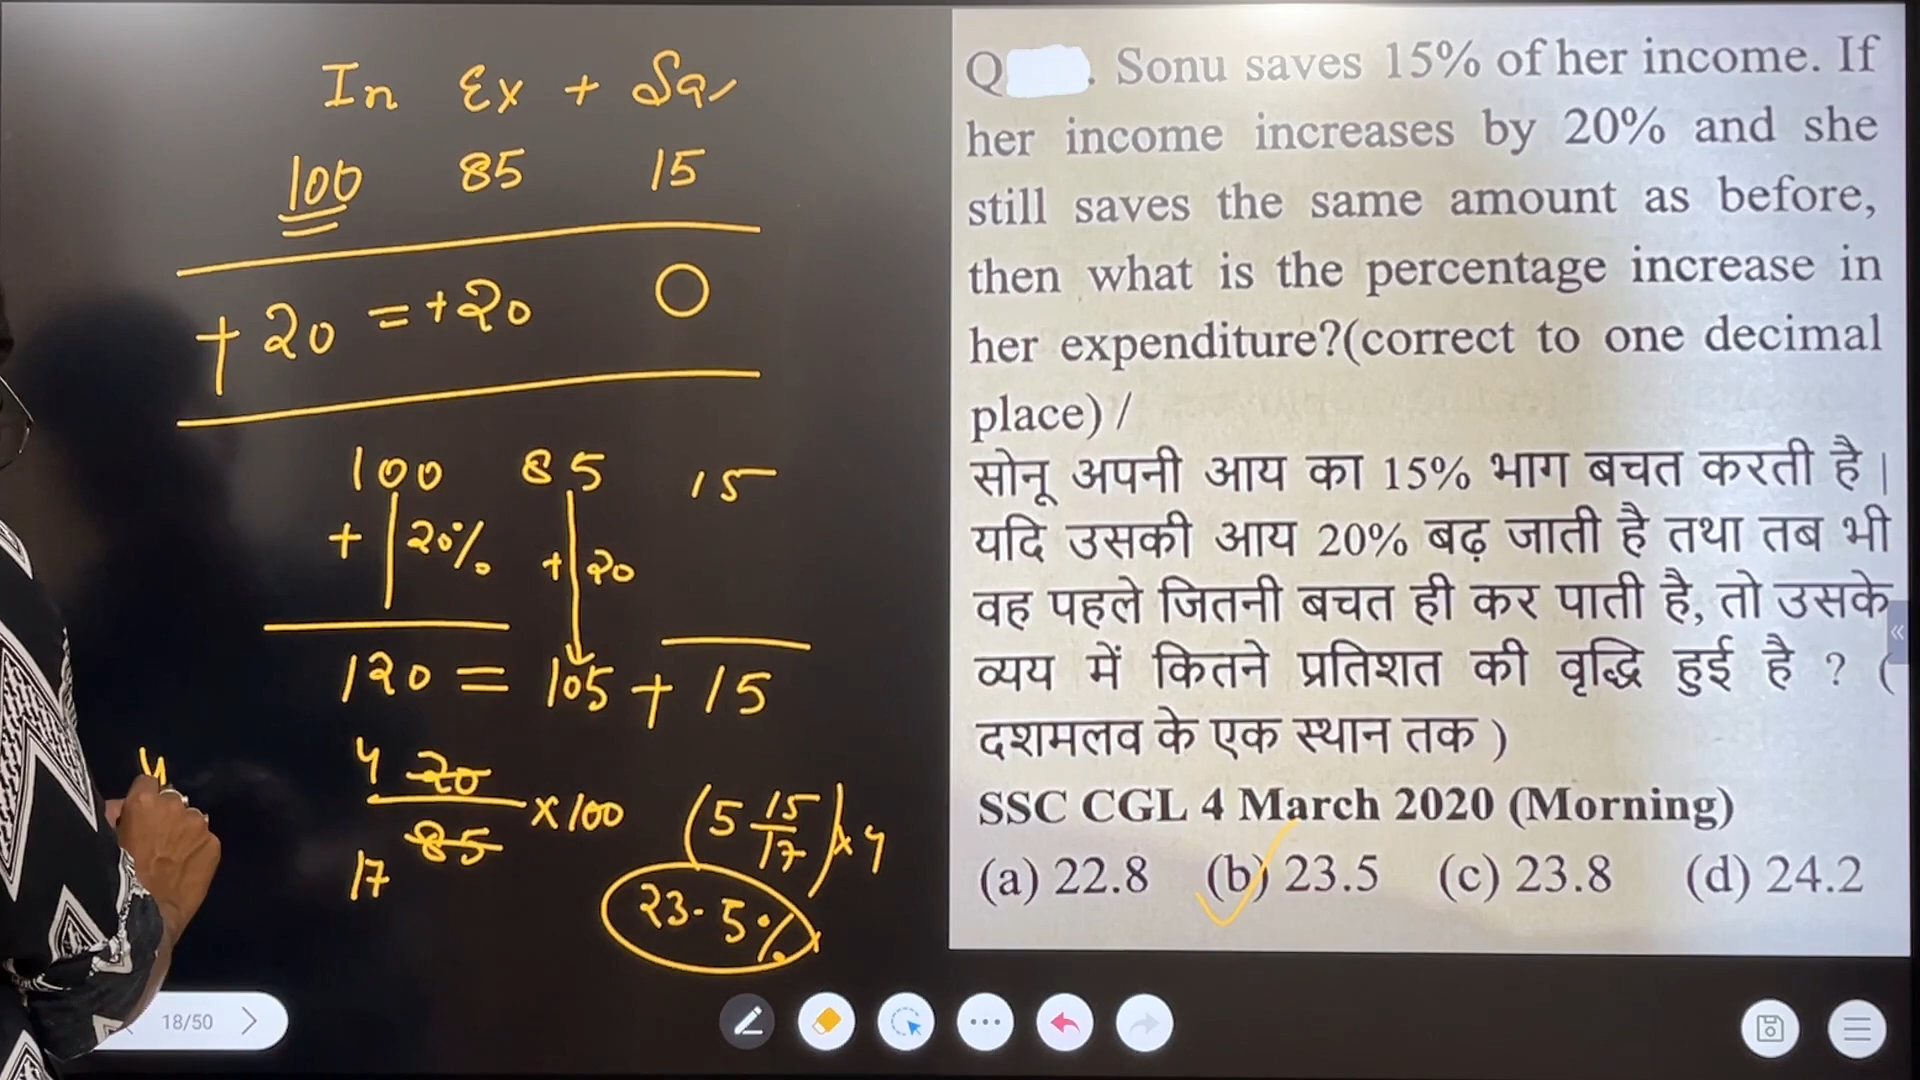 In Ex + Sav
100 85 15
+20 = +20 0
100 85 15
+ 20% + 20
120 = 105 + 15
4 20
17 85 × 100
(5 15/17) × 4
23.5%
4
Q . Sonu saves 15% of her income. If
her income increases by 20% and she
still saves the same amount as before,
then what is the percentage increase in
her expenditure?(correct to one decimal
place) /
सोनू अपनी आय का 15% भाग बचत करती है |
यदि उसकी आय 20% बढ़ जाती है तथा तब भी
वह पहले जितनी बचत ही कर पाती है, तो उसके
व्यय में कितने प्रतिशत की वृद्धि हुई है ? (
दशमलव के एक स्थान तक )
SSC CGL 4 March 2020 (Morning)
(a) 22.8 (b) 23.5 (c) 23.8 (d) 24.2
18/50